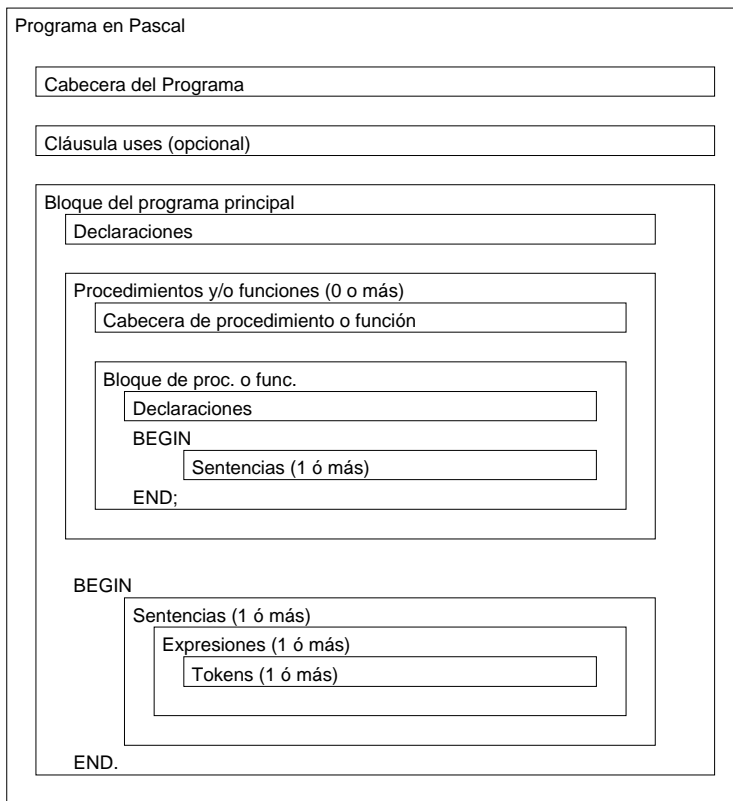 Programa en Pascal
Cabecera del Programa
Cláusula uses (opcional)
Bloque del programa principal
Declaraciones
Procedimientos y/o funciones (0 o más)
Cabecera de procedimiento o función
Bloque de proc. o func.
Declaraciones
BEGIN
Sentencias (1 ó más)
END;
BEGIN
Sentencias (1 ó más)
Expresiones (1 ó más)
Tokens (1 ó más)
END.